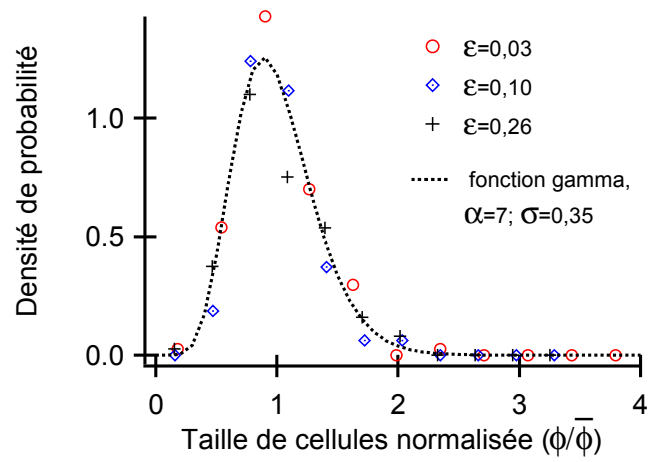 ε=0,03
ε=0,10
ε=0,26
fonction gamma,
α=7; σ=0,35
Densité de probabilité
1.0
0.5
0.0
0 1 2 3 4
Taille de cellules normalisée (ϕ/ϕ̅)